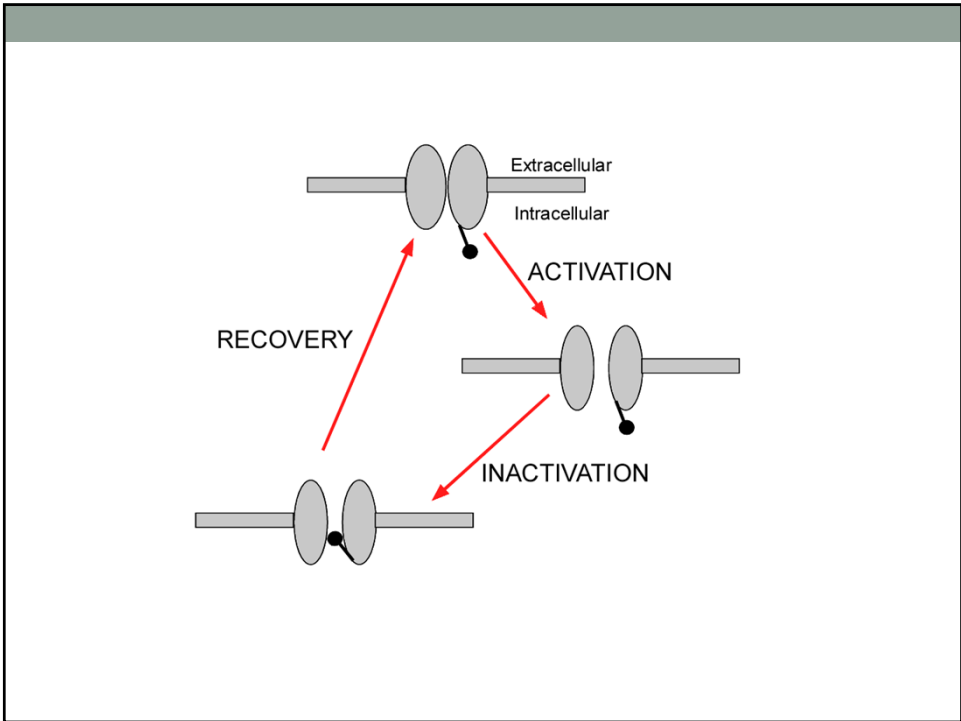 Extracellular
Intracellular
ACTIVATION
RECOVERY
INACTIVATION